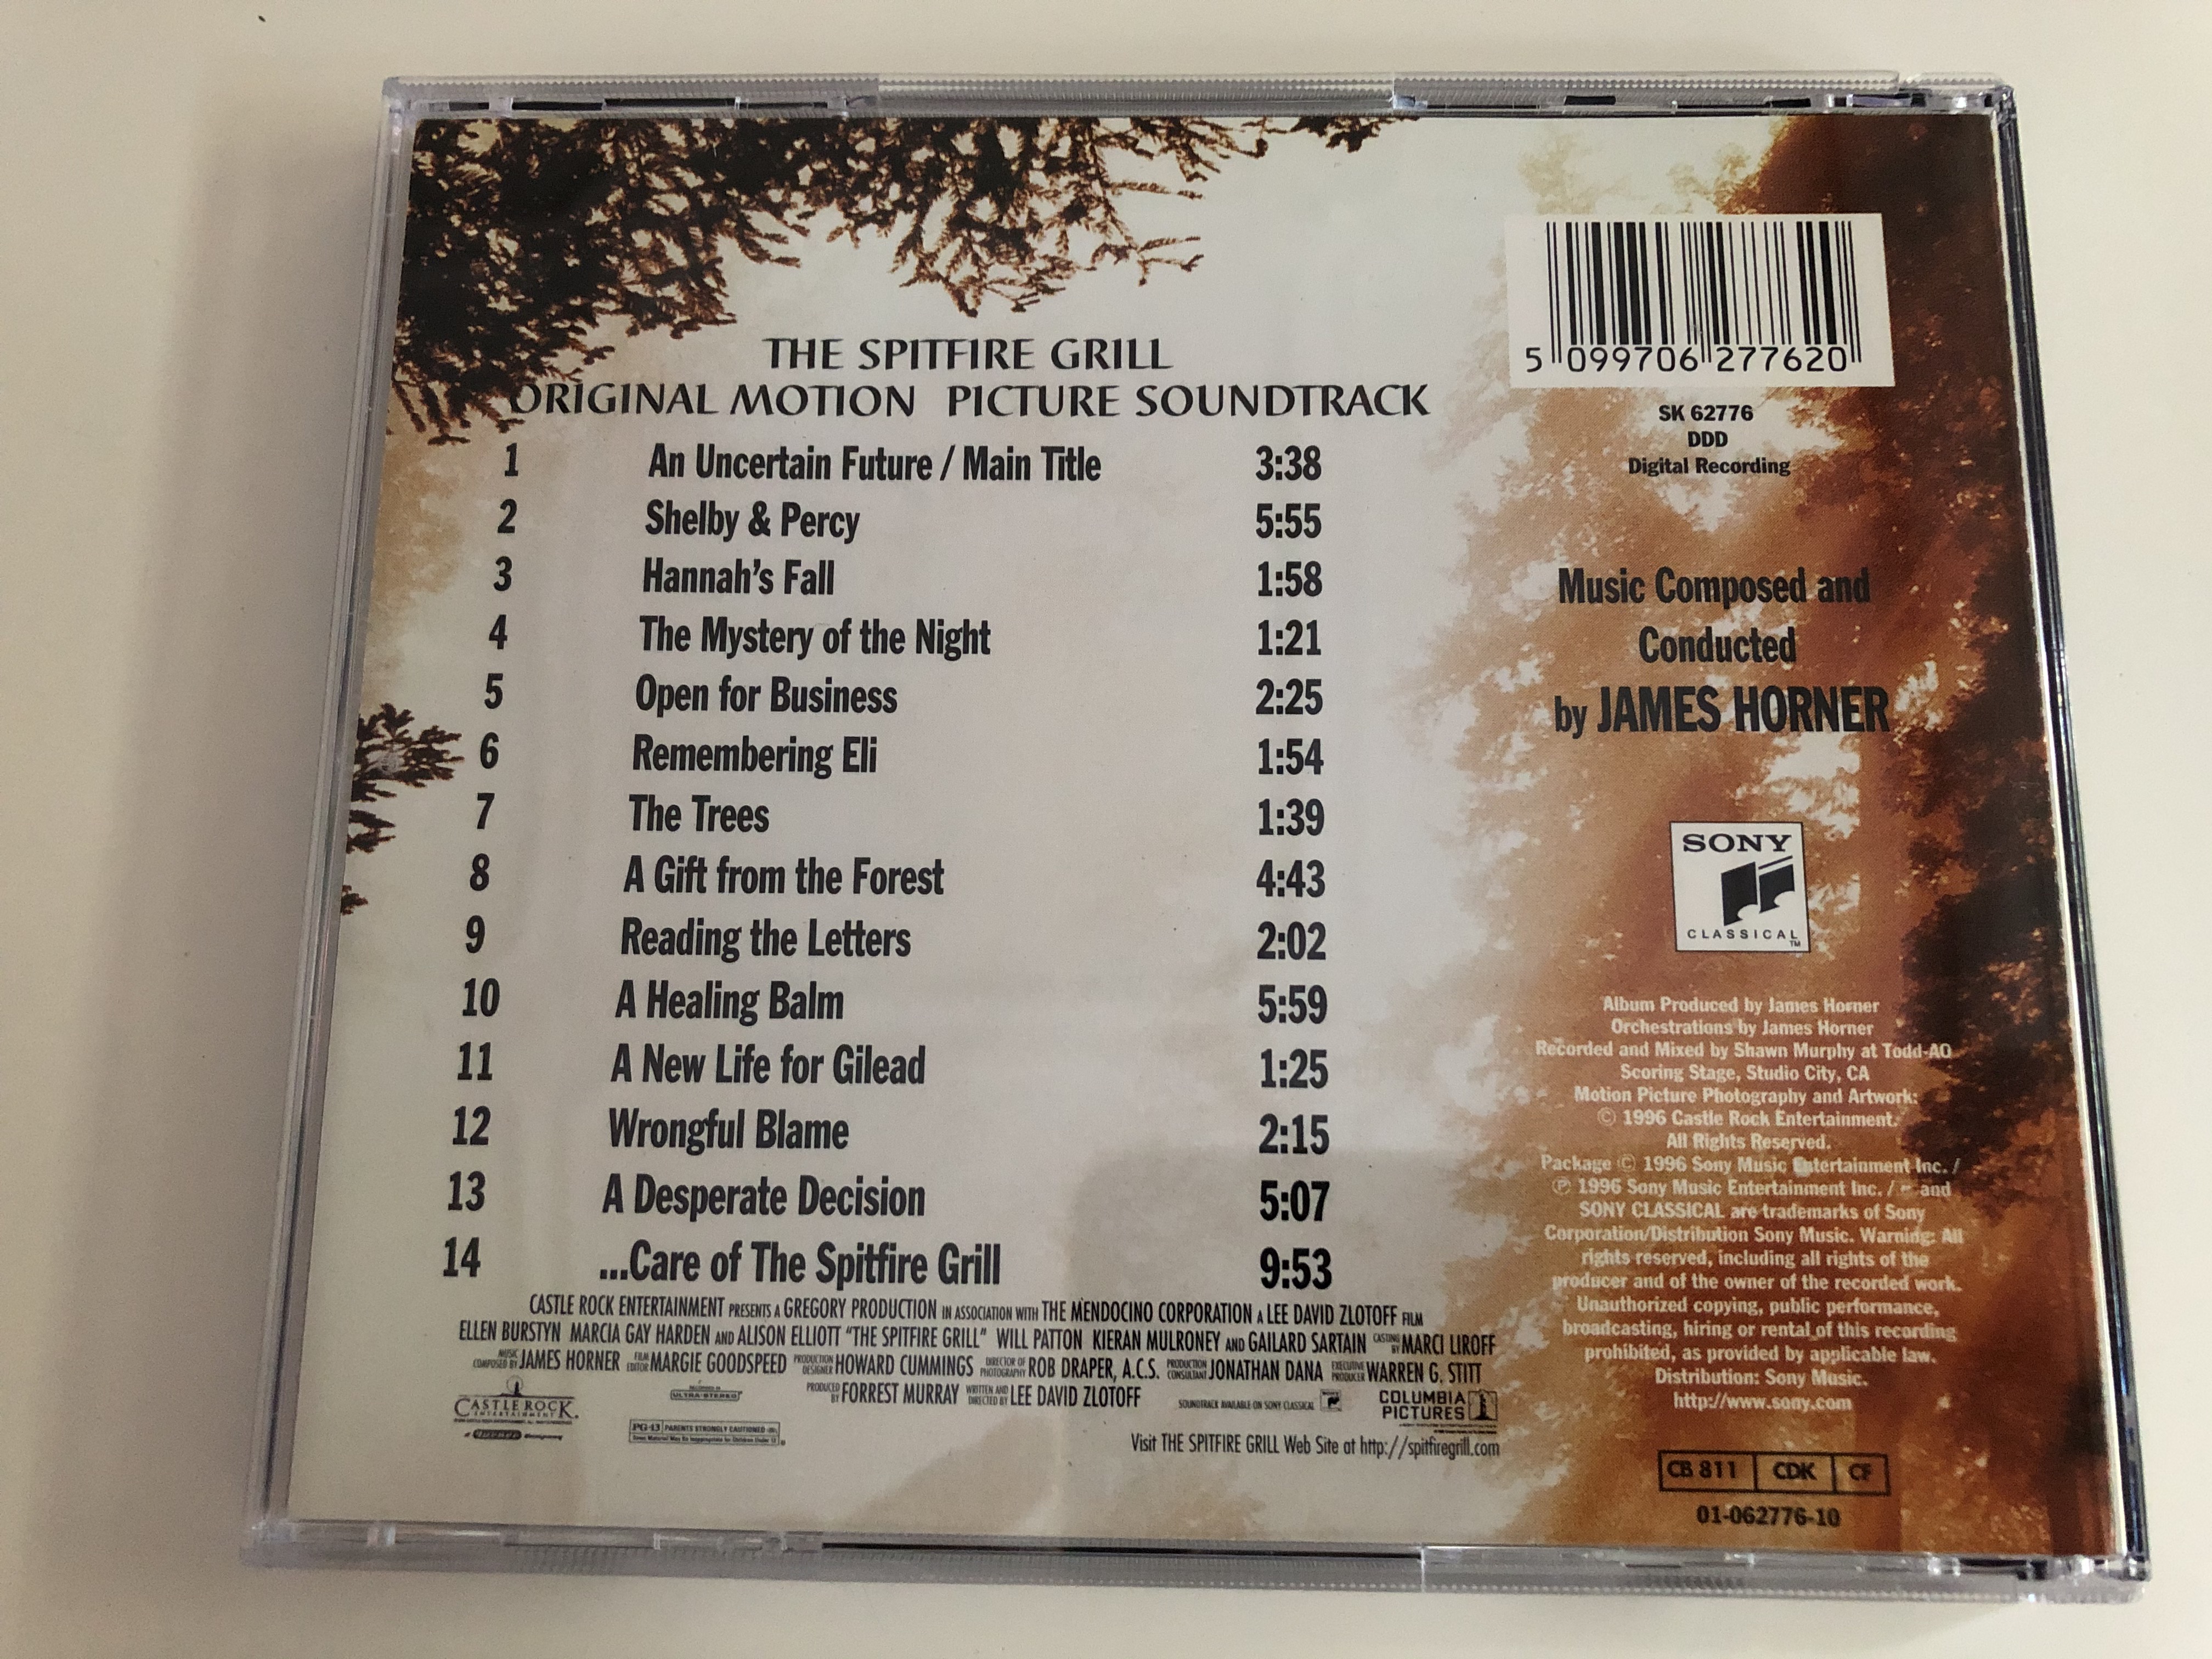 THE SPITFIRE GRILL
ORIGINAL MOTION PICTURE SOUNDTRACK
1 An Uncertain Future / Main Title 3:38
2 Shelby & Percy 5:55
3 Hannah's Fall 1:58
4 The Mystery of the Night 1:21
5 Open for Business 2:25
6 Remembering Eli 1:54
7 The Trees 1:39
8 A Gift from the Forest 4:43
9 Reading the Letters 2:02
10 A Healing Balm 5:59
11 A New Life for Gilead 1:25
12 Wrongful Blame 2:15
13 A Desperate Decision 5:07
14 ...Care of The Spitfire Grill 9:53
CASTLE ROCK ENTERTAINMENT PRESENTS A GREGORY PRODUCTION IN ASSOCIATION WITH THE MENDOCINO CORPORATION A LEE DAVID ZLOTOFF FILM
ELLEN BURSTYN MARCIA GAY HARDEN AND ALISON ELLIOTT "THE SPITFIRE GRILL" WILL PATTON KIERAN MULRONEY AND GAILARD SARTAIN CASTING BY MARCI LIROFF
MUSIC COMPOSED BY JAMES HORNER FILM EDITOR MARGIE GOODSPEED PRODUCTION DESIGNER HOWARD CUMMINGS DIRECTOR OF PHOTOGRAPHY ROB DRAPER, A.C.S. PRODUCTION CONSULTANT JONATHAN DANA EXECUTIVE PRODUCER WARREN G. STITT
PRODUCED BY FORREST MURRAY WRITTEN AND DIRECTED BY LEE DAVID ZLOTOFF
SOUNDTRACK AVAILABLE ON SONY CLASSICAL
CASTLE ROCK
ENTERTAINMENT
ULTRA-STEREO
PG-13 PARENTS STRONGLY CAUTIONED
COLUMBIA
PICTURES
Visit THE SPITFIRE GRILL Web Site at http://spitfiregrill.com
5 099706 277620
SK 62776
DDD
Digital Recording
Music Composed and
Conducted
by JAMES HORNER
SONY
CLASSICAL
TM
Album Produced by James Horner
Orchestrations by James Horner
Recorded and Mixed by Shawn Murphy at Todd-AO
Scoring Stage, Studio City, CA
Motion Picture Photography and Artwork:
© 1996 Castle Rock Entertainment.
All Rights Reserved.
Package © 1996 Sony Music Entertainment Inc. /
℗ 1996 Sony Music Entertainment Inc. / and
SONY CLASSICAL are trademarks of Sony
Corporation/Distribution Sony Music. Warning: All
rights reserved, including all rights of the
producer and of the owner of the recorded work.
Unauthorized copying, public performance,
broadcasting, hiring or rental of this recording
prohibited, as provided by applicable law.
Distribution: Sony Music.
http://www.sony.com
CB 811 CDK CF
01-062776-10